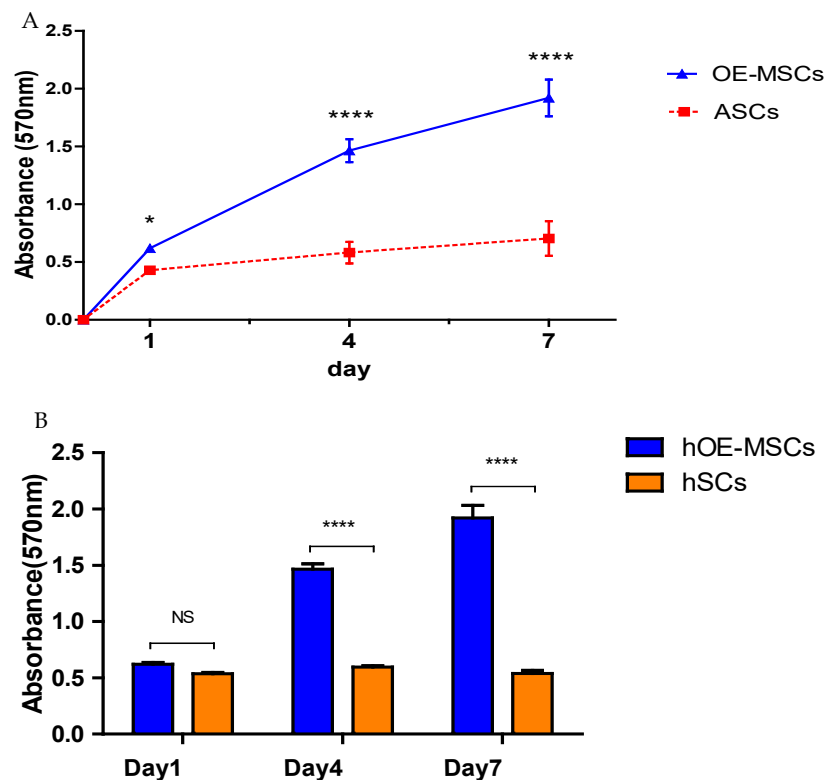 A
Absorbance (570nm)
2.5
2.0
1.5
1.0
0.5
0.0
*
****
****
1
4
7
day
OE-MSCs
ASCs
B
Absorbance(570nm)
2.5
2.0
1.5
1.0
0.5
0.0
NS
****
****
Day1
Day4
Day7
hOE-MSCs
hSCs